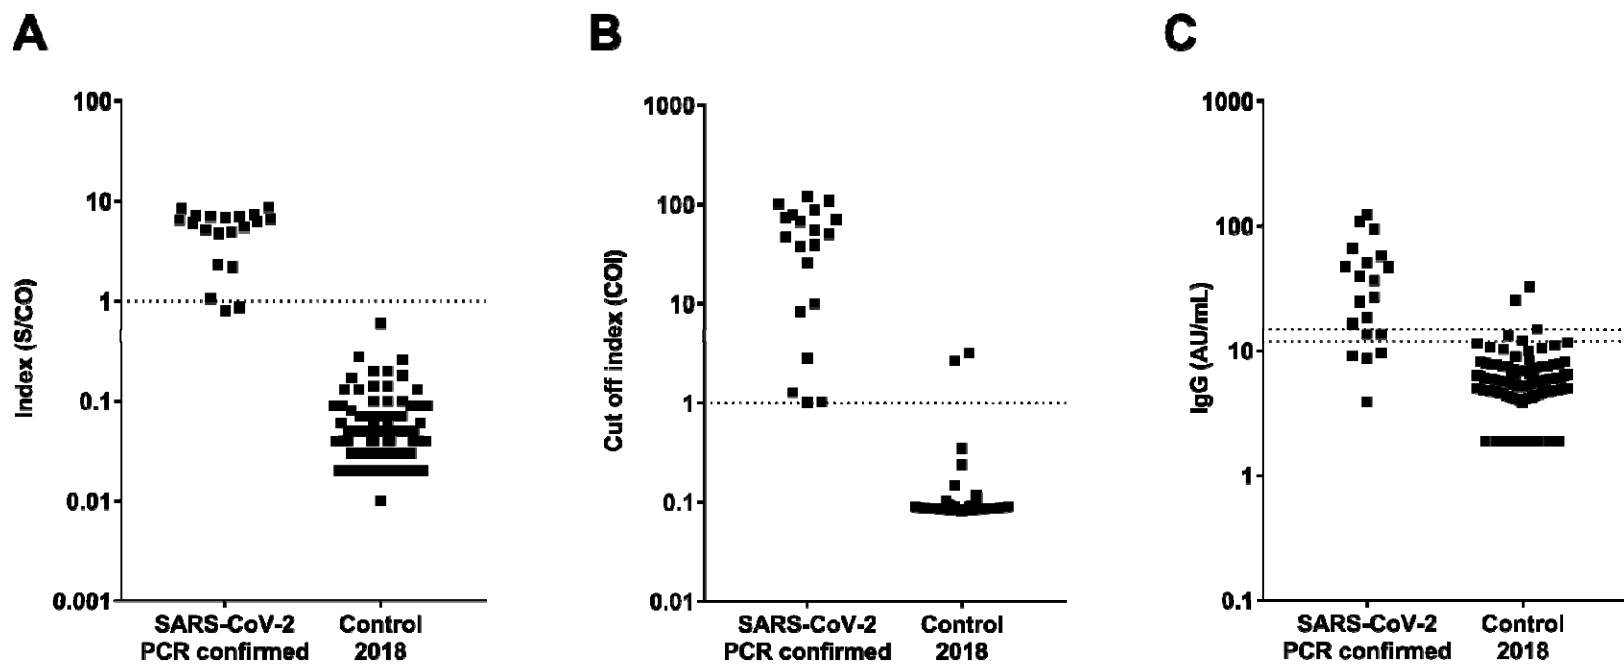 A
Index (S/CO)
100
10
1
0.1
0.01
0.001
SARS-CoV-2
PCR confirmed
Control
2018
B
Cut off index (COI)
1000
100
10
1
0.1
0.01
SARS-CoV-2
PCR confirmed
Control
2018
C
IgG (AU/mL)
1000
100
10
1
0.1
SARS-CoV-2
PCR confirmed
Control
2018